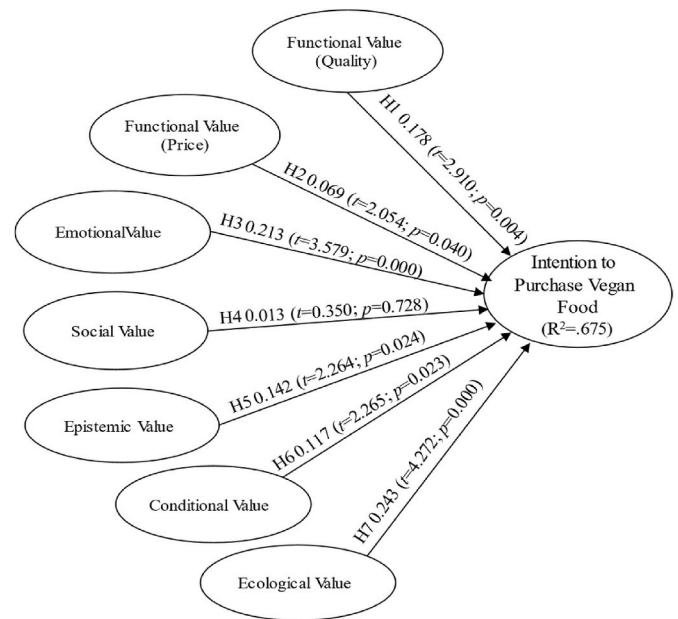 Functional Value
(Quality)
H1 0.178 (t=2.910; p=0.004)
Functional Value
(Price)
H2 0.069 (t=2.054; p=0.040)
EmotionalValue
H3 0.213 (t=3.579; p=0.000)
Intention to
Purchase Vegan
Food
(R²=.675)
Social Value
H4 0.013 (t=0.350; p=0.728)
Epistemic Value
H5 0.142 (t=2.264; p=0.024)
Conditional Value
H6 0.117 (t=2.265; p=0.023)
Ecological Value
H7 0.243 (t=4.272; p=0.000)